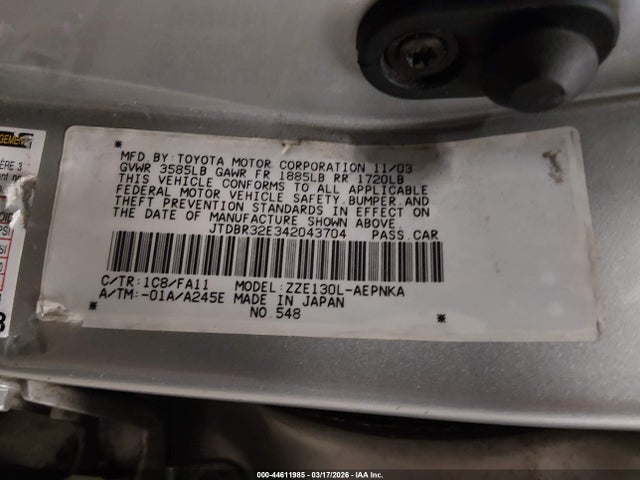 MFD.BY:TOYOTA MOTOR CORPORATION 11/03
GVWR 3585LB GAWR FR 1885LB RR 1720LB
THIS VEHICLE CONFORMS TO ALL APPLICABLE
FEDERAL MOTOR VEHICLE SAFETY,BUMPER,AND
THEFT PREVENTION STANDARDS IN EFFECT ON
THE DATE OF MANUFACTURE SHOWN ABOVE.
JTDBR32E342043704 PASS.CAR
C/TR:1C8/FA11 MODEL:ZZE130L-AEPNKA
A/TM:-01A/A245E MADE IN JAPAN
NO.548
000-44611985 - 03/17/2026 - IAA Inc.